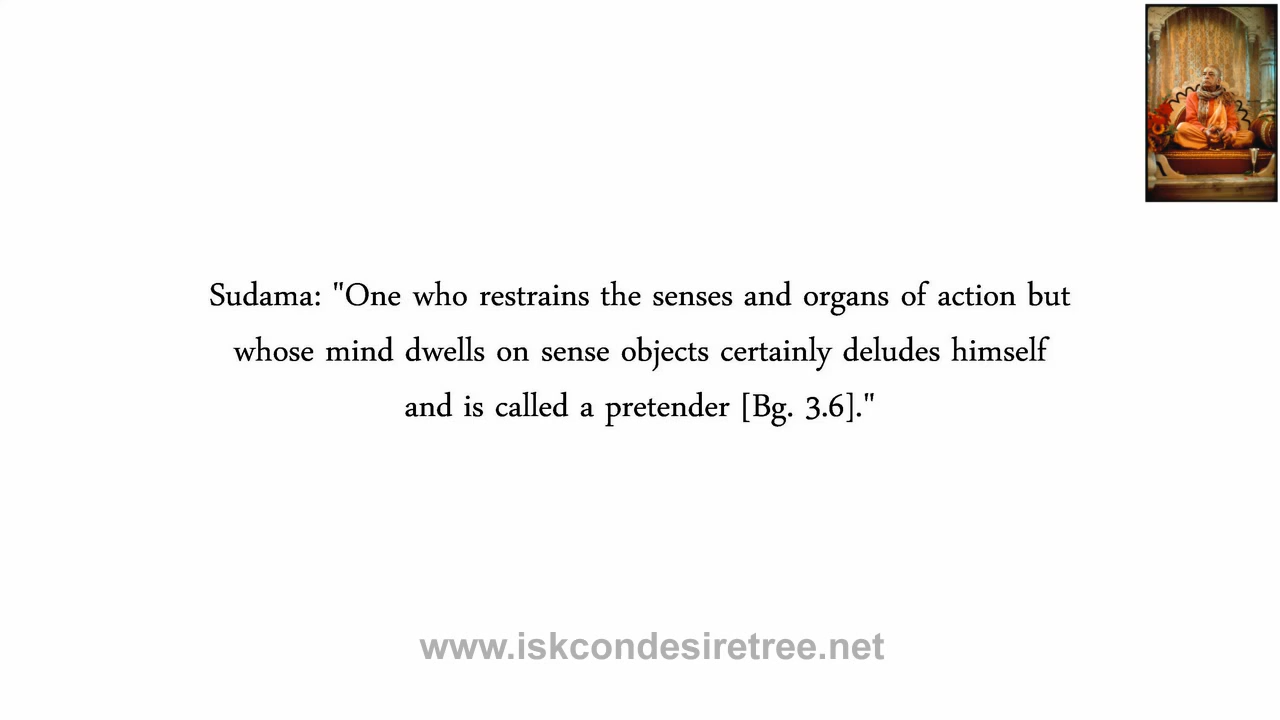 Sudama: "One who restrains the senses and organs of action but
whose mind dwells on sense objects certainly deludes himself
and is called a pretender [Bg. 3.6]."
www.iskcondesiretree.net